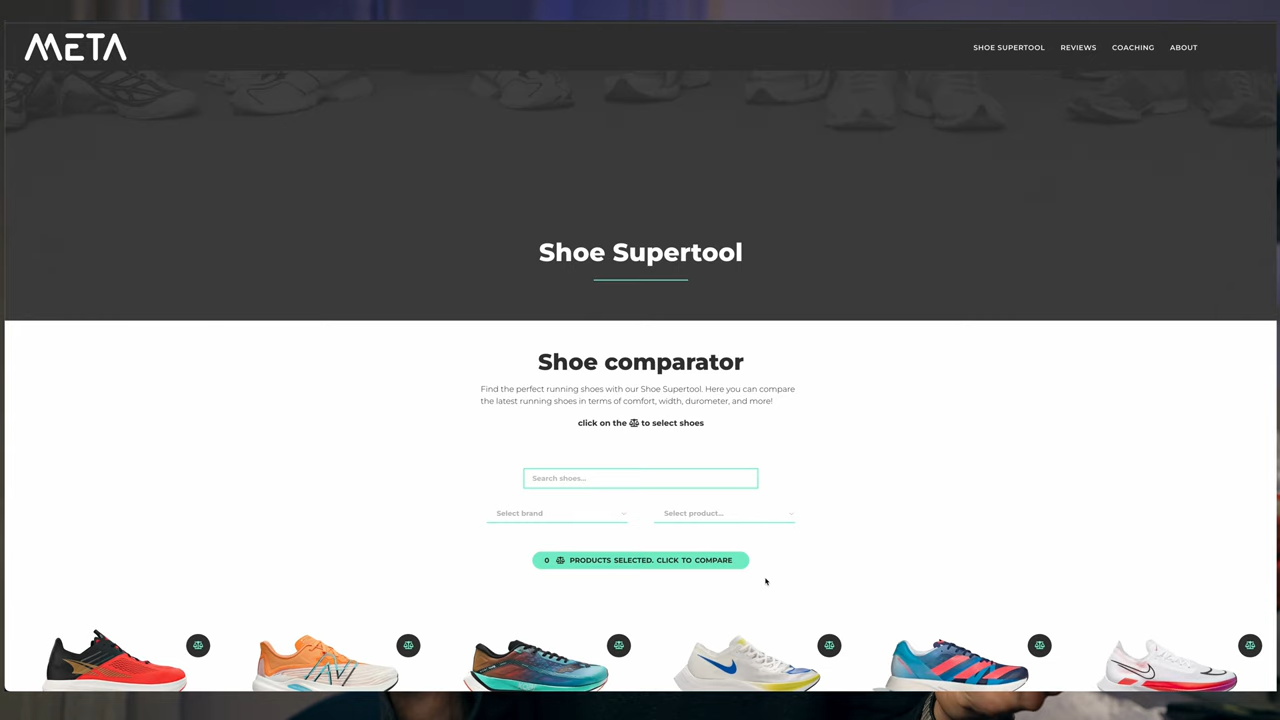 META
SHOE SUPERTOOL REVIEWS COACHING ABOUT
Shoe Supertool
Shoe comparator
Find the perfect running shoes with our Shoe Supertool. Here you can compare
the latest running shoes in terms of comfort, width, durometer, and more!
click on the to select shoes
Search shoes...
Select brand
Select product...
0 PRODUCTS SELECTED. CLICK TO COMPARE